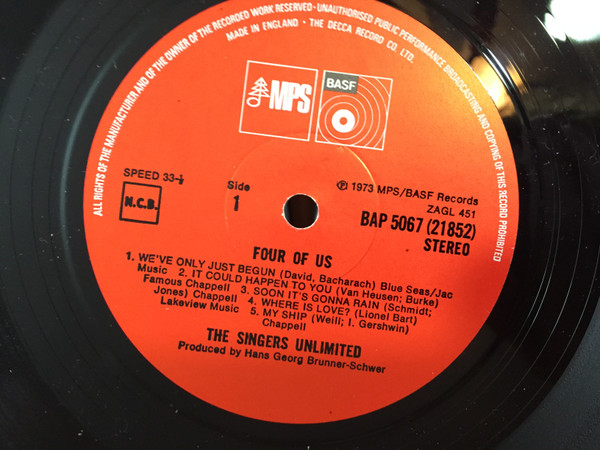 ALL RIGHTS OF THE MANUFACTURER AND OF THE OWNER OF THE RECORDED WORK RESERVED · UNAUTHORISED PUBLIC PERFORMANCE BROADCASTING AND COPYING OF THIS RECORD PROHIBITED
MADE IN ENGLAND · THE DECCA RECORD CO. LTD.
MPS
BASF
SPEED 33⅓
N.C.B.
Side
1
℗ 1973 MPS/BASF Records
ZAGL 451
BAP 5067 (21852)
STEREO
FOUR OF US
1. WE'VE ONLY JUST BEGUN (David, Bacharach) Blue Seas/Jac
Music 2. IT COULD HAPPEN TO YOU (Van Heusen; Burke)
Famous Chappell 3. SOON IT'S GONNA RAIN (Schmidt;
Jones) Chappell 4. WHERE IS LOVE? (Lionel Bart)
Lakeview Music 5. MY SHIP (Weill; I. Gershwin)
Chappell
THE SINGERS UNLIMITED
Produced by Hans Georg Brunner-Schwer